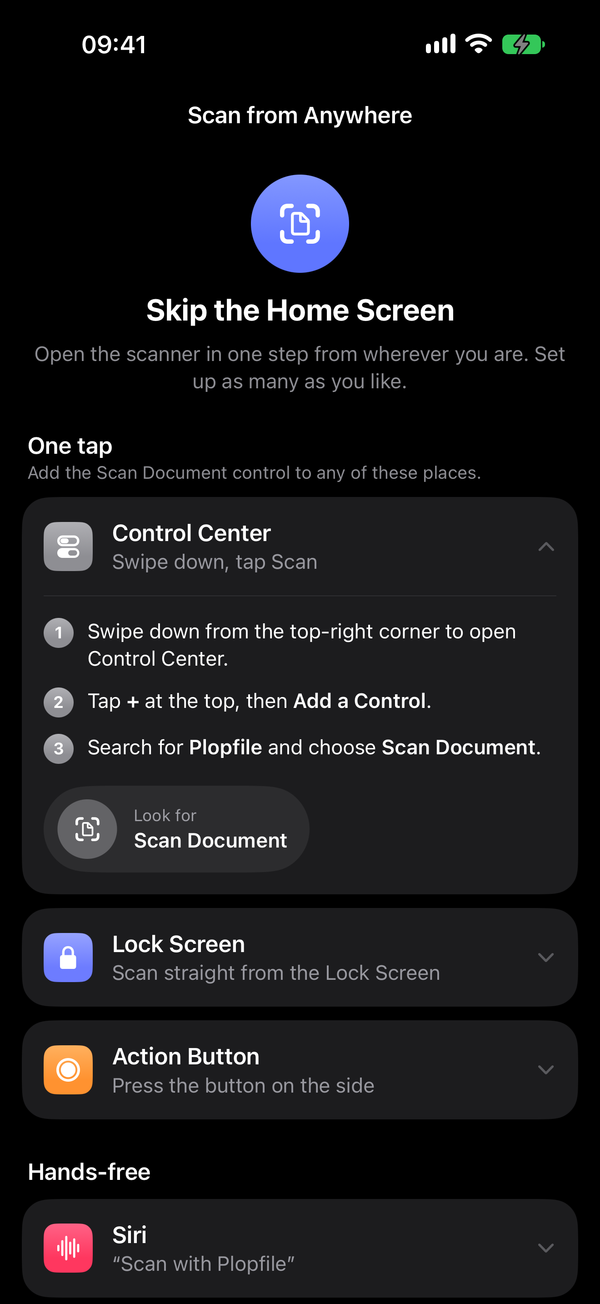 09:41
Scan from Anywhere
Skip the Home Screen
Open the scanner in one step from wherever you are. Set
up as many as you like.
One tap
Add the Scan Document control to any of these places.
Control Center
Swipe down, tap Scan
1 Swipe down from the top-right corner to open
Control Center.
2 Tap + at the top, then Add a Control.
3 Search for Plopfile and choose Scan Document.
Look for
Scan Document
Lock Screen
Scan straight from the Lock Screen
Action Button
Press the button on the side
Hands-free
Siri
“Scan with Plopfile”